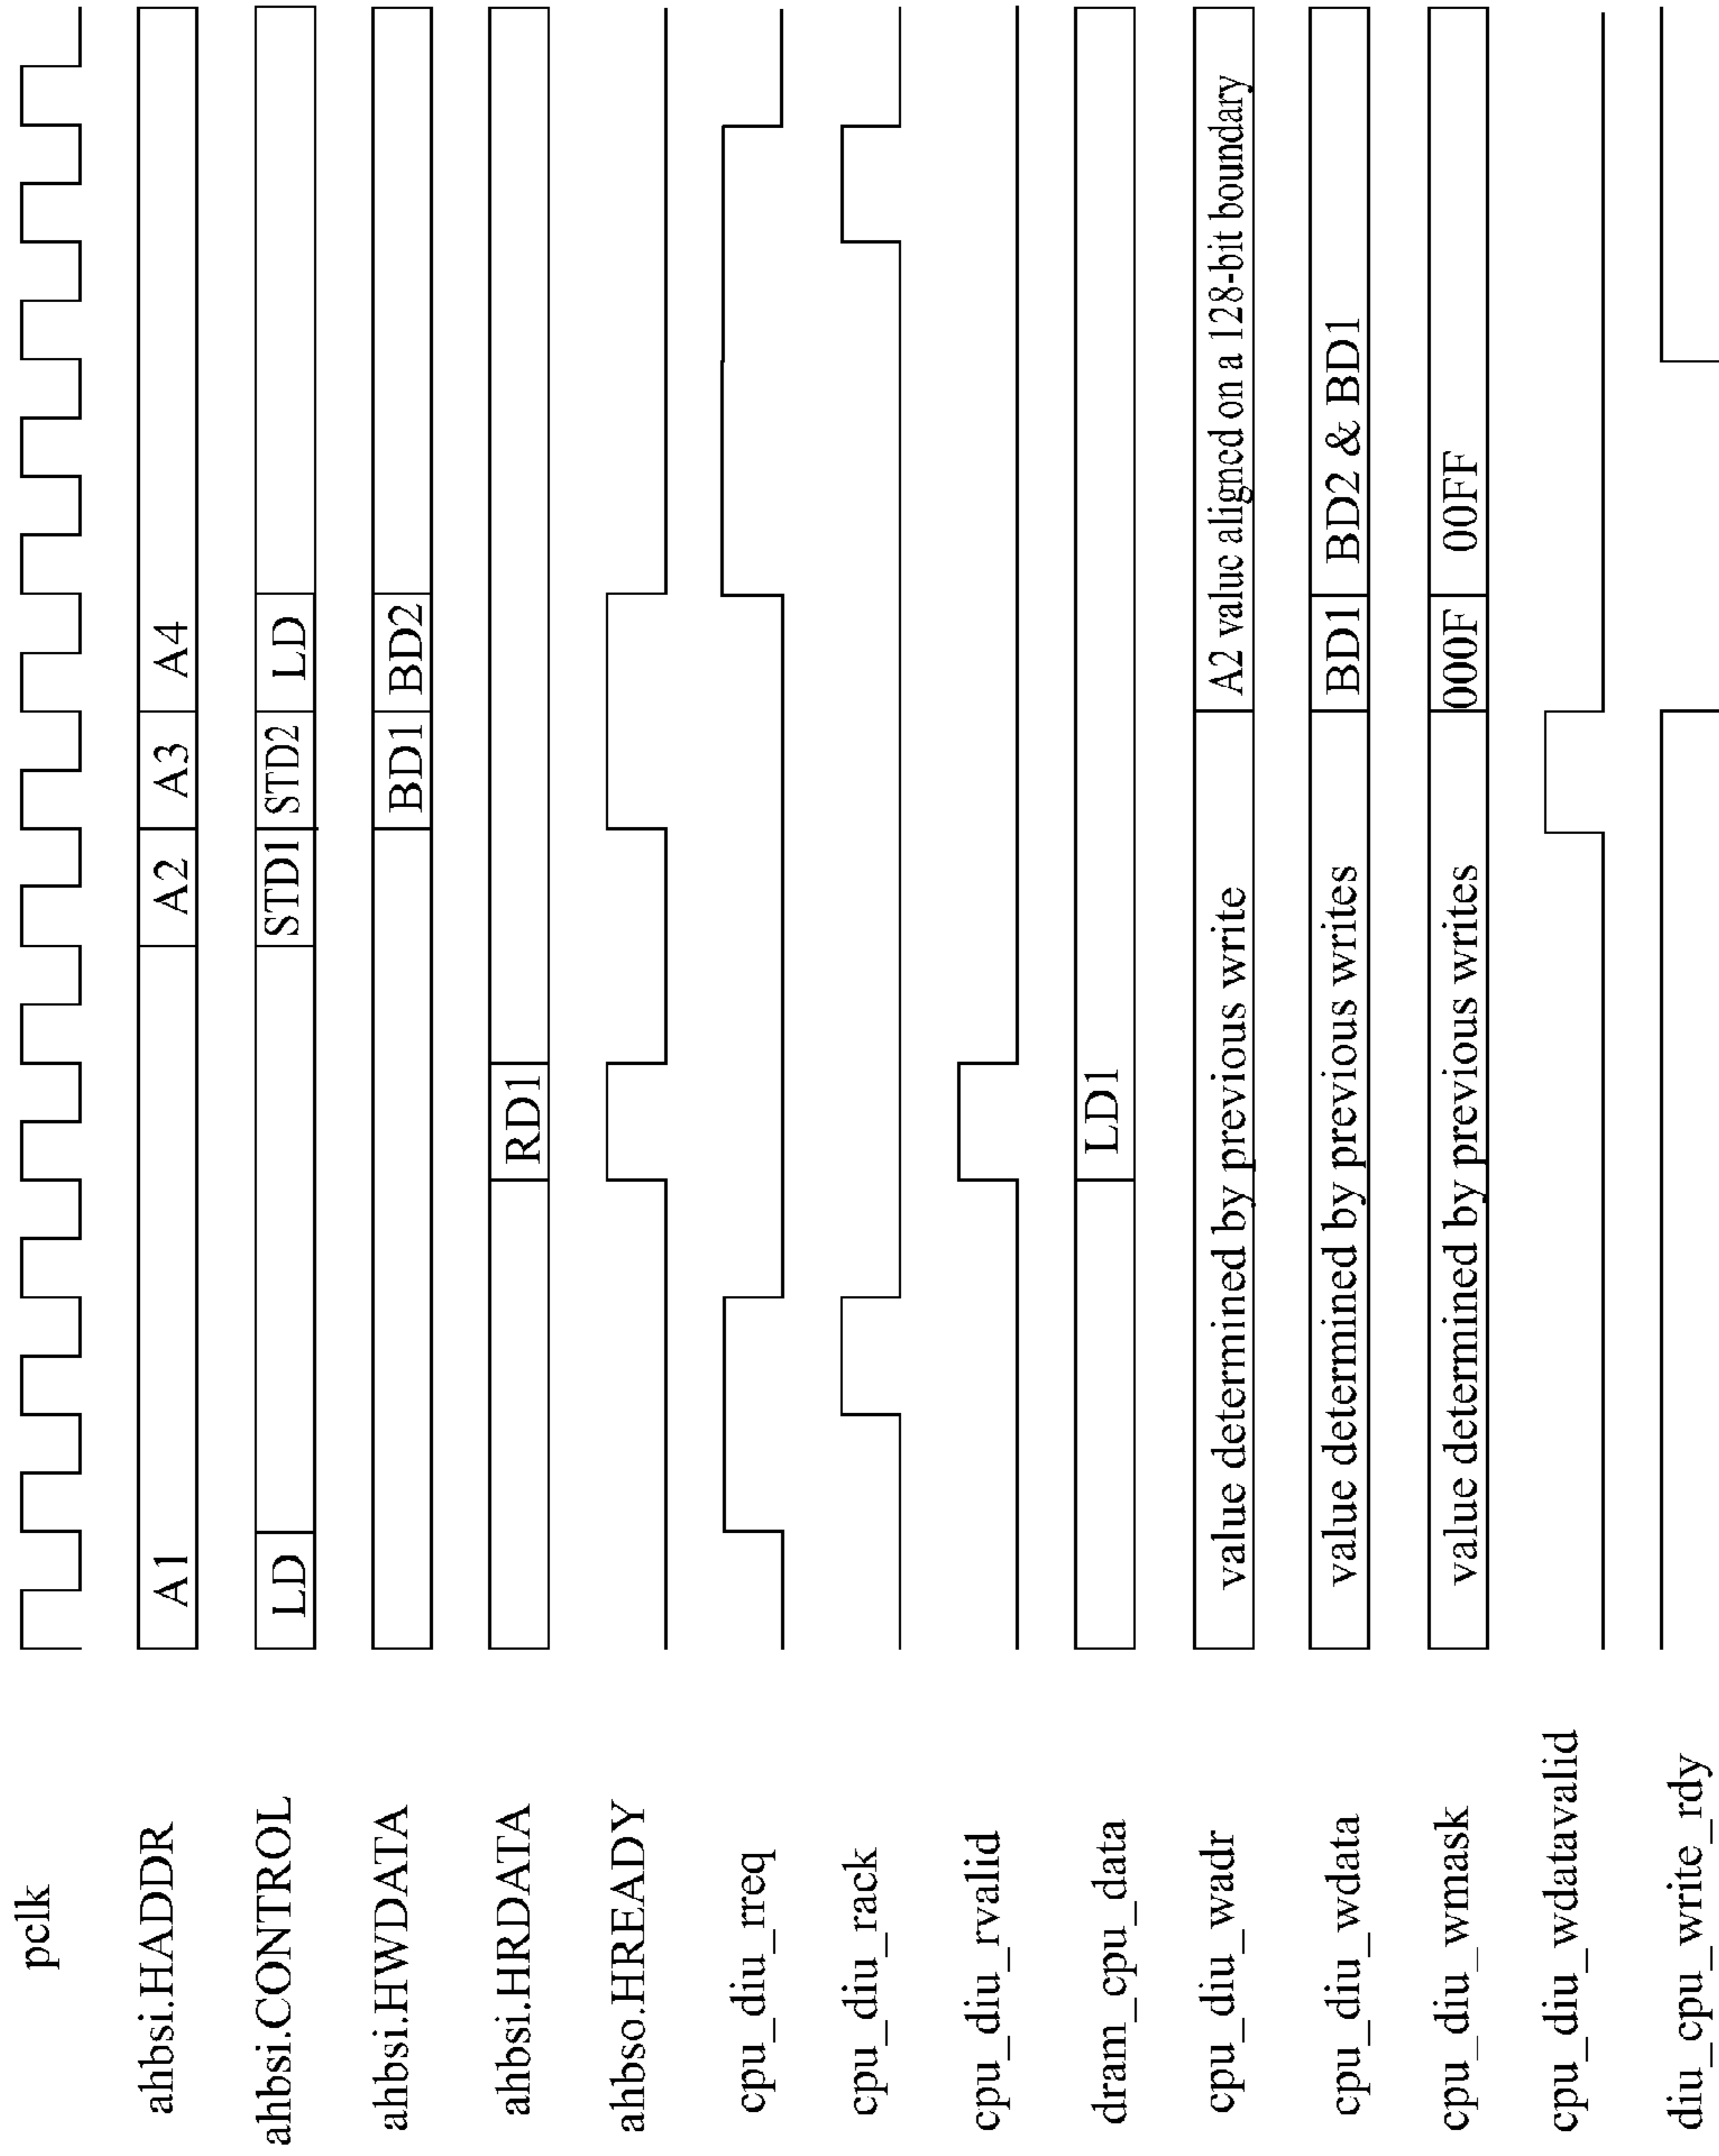 pclk
ahbsi.HADDR A1 A2 A3 A4
ahbsi.CONTROL LD STD1 STD2 LD
ahbsi.HWDATA BD1 BD2
ahbsi.HRDATA RD1
ahbso.HREADY
cpu_diu_rreq
cpu_diu_rack
cpu_diu_rvalid
dram_cpu_data LD1
cpu_diu_wadr value determined by previous write A2 value aligned on a 128-bit boundary
cpu_diu_wdata value determined by previous writes BD1 BD2 & BD1
cpu_diu_wmask value determined by previous writes 000F 00FF
cpu_diu_wdatavalid
diu_cpu_write_rdy